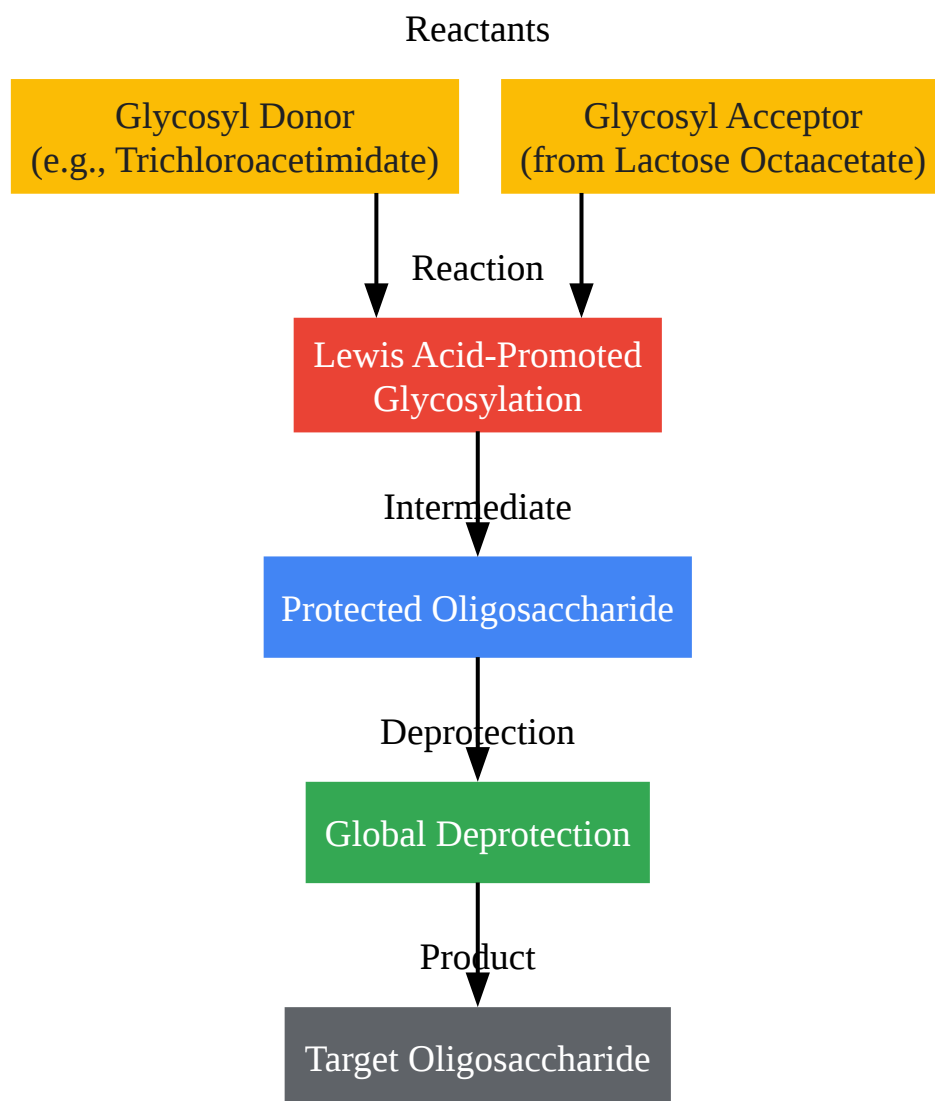 Reactants
Glycosyl Donor
(e.g., Trichloroacetimidate)
Glycosyl Acceptor
(from Lactose Octaacetate)
Reaction
Lewis Acid-Promoted
Glycosylation
Intermediate
Protected Oligosaccharide
Deprotection
Global Deprotection
Product
Target Oligosaccharide